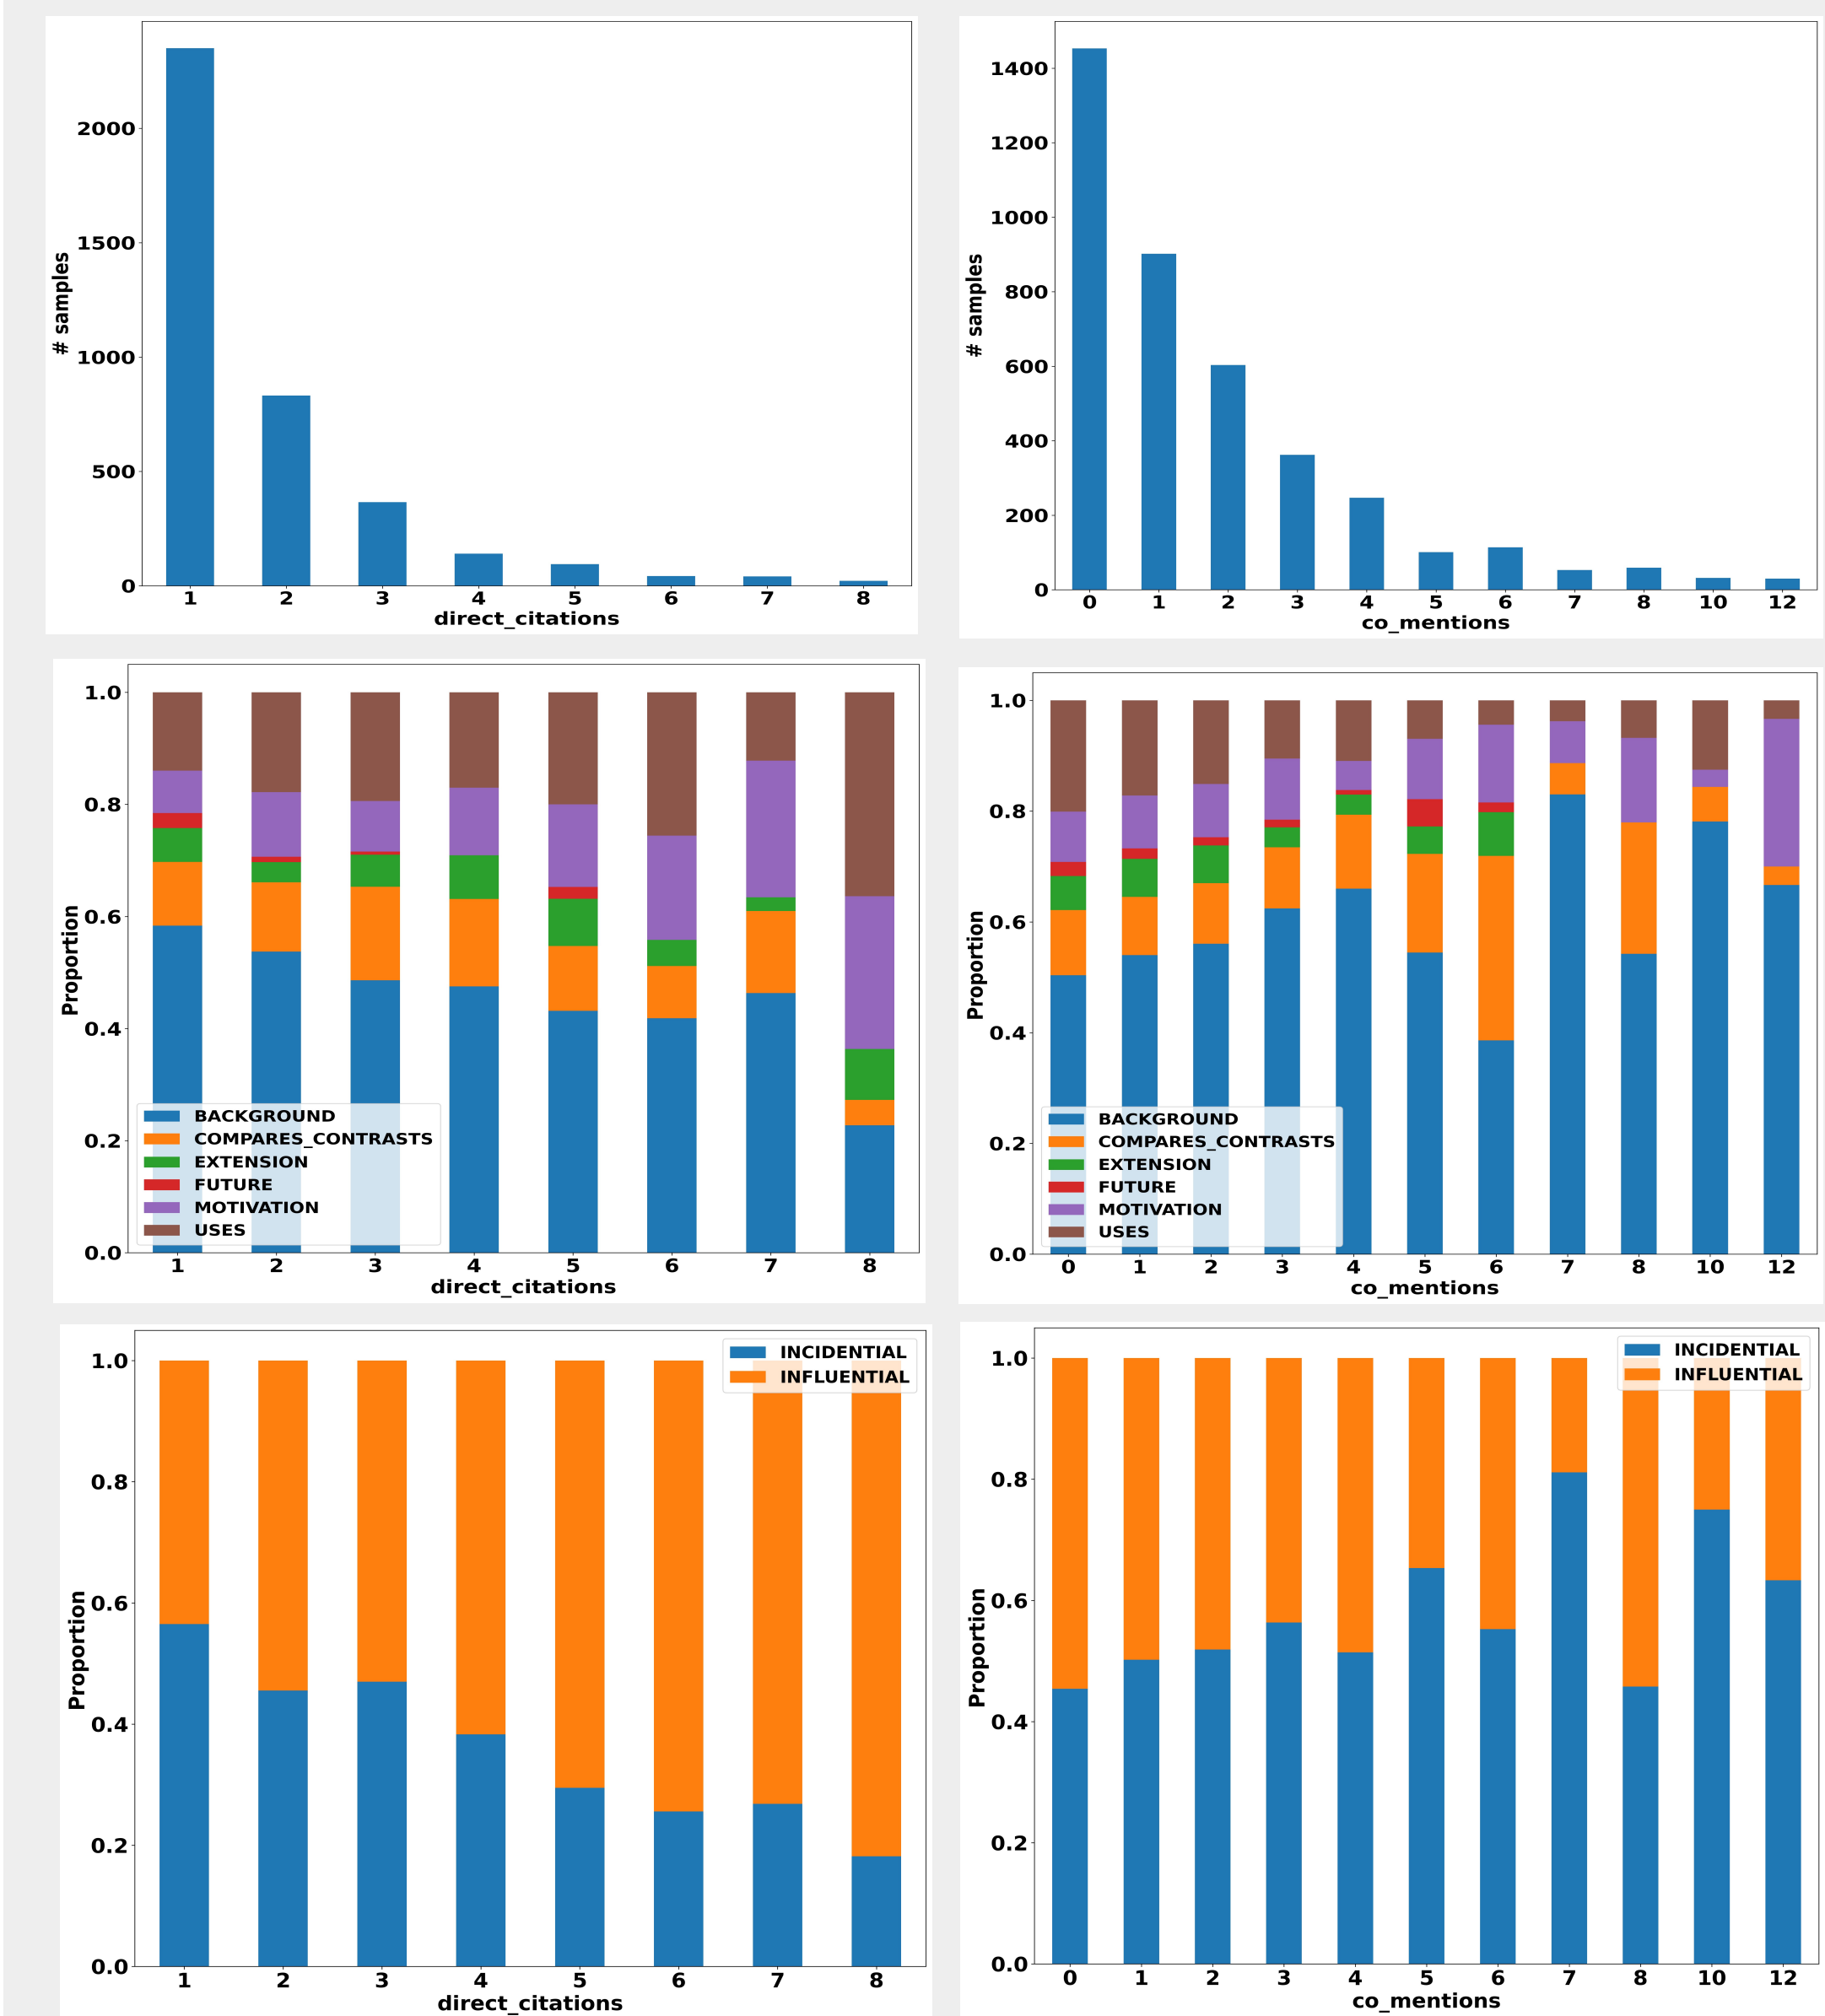 # samples
2000
1500
1000
500
0
1 2 3 4 5 6 7 8
direct_citations
# samples
1400
1200
1000
800
600
400
200
0
0 1 2 3 4 5 6 7 8 10 12
co_mentions
Proportion
1.0
0.8
0.6
0.4
0.2
0.0
BACKGROUND
COMPARES_CONTRASTS
EXTENSION
FUTURE
MOTIVATION
USES
1 2 3 4 5 6 7 8
direct_citations
Proportion
1.0
0.8
0.6
0.4
0.2
0.0
BACKGROUND
COMPARES_CONTRASTS
EXTENSION
FUTURE
MOTIVATION
USES
0 1 2 3 4 5 6 7 8 10 12
co_mentions
Proportion
1.0
0.8
0.6
0.4
0.2
0.0
INCIDENTIAL
INFLUENTIAL
1 2 3 4 5 6 7 8
direct_citations
Proportion
1.0
0.8
0.6
0.4
0.2
0.0
INCIDENTIAL
INFLUENTIAL
0 1 2 3 4 5 6 7 8 10 12
co_mentions